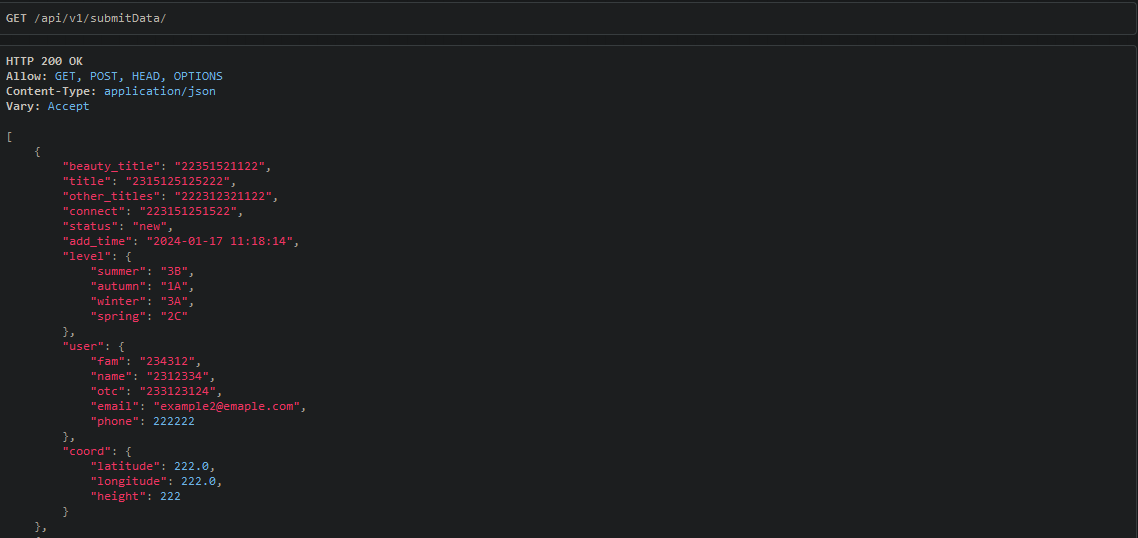 GET /api/v1/submitData/
HTTP 200 OK
Allow: GET, POST, HEAD, OPTIONS
Content-Type: application/json
Vary: Accept
[
    {
        "beauty_title": "22351521122",
        "title": "2315125125222",
        "other_titles": "222312321122",
        "connect": "223151251522",
        "status": "new",
        "add_time": "2024-01-17 11:18:14",
        "level": {
            "summer": "3B",
            "autumn": "1A",
            "winter": "3A",
            "spring": "2C"
        },
        "user": {
            "fam": "234312",
            "name": "2312334",
            "otc": "233123124",
            "email": "example2@emaple.com",
            "phone": 222222
        },
        "coord": {
            "latitude": 222.0,
            "longitude": 222.0,
            "height": 222
        }
    },